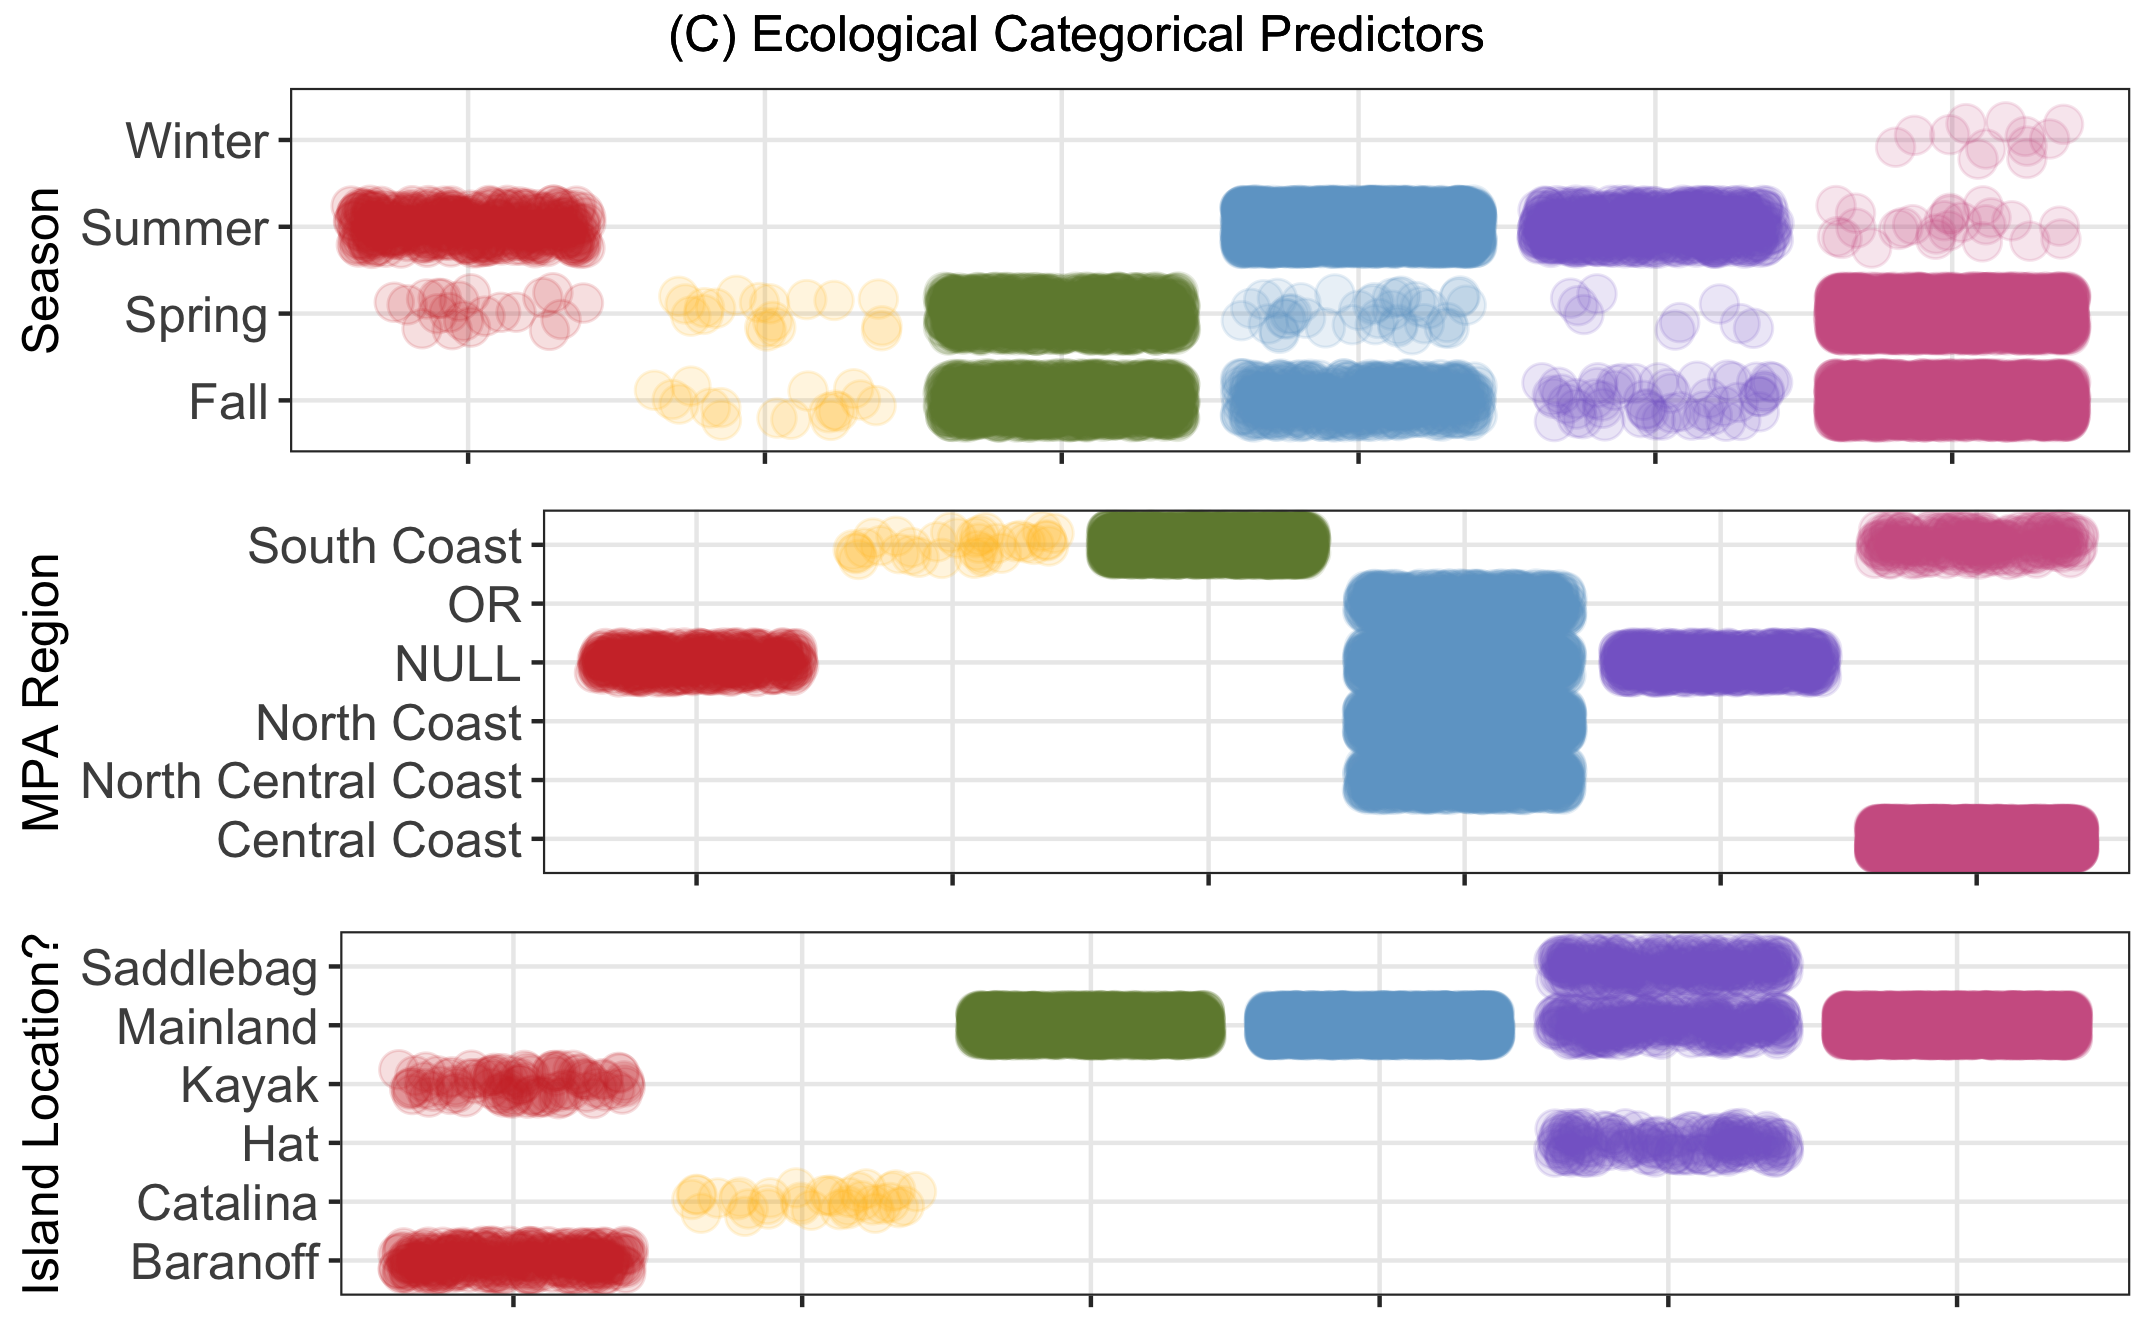 (C) Ecological Categorical Predictors
Season
Winter
Summer
Spring
Fall
MPA Region
South Coast
OR
NULL
North Coast
North Central Coast
Central Coast
Island Location?
Saddlebag
Mainland
Kayak
Hat
Catalina
Baranoff